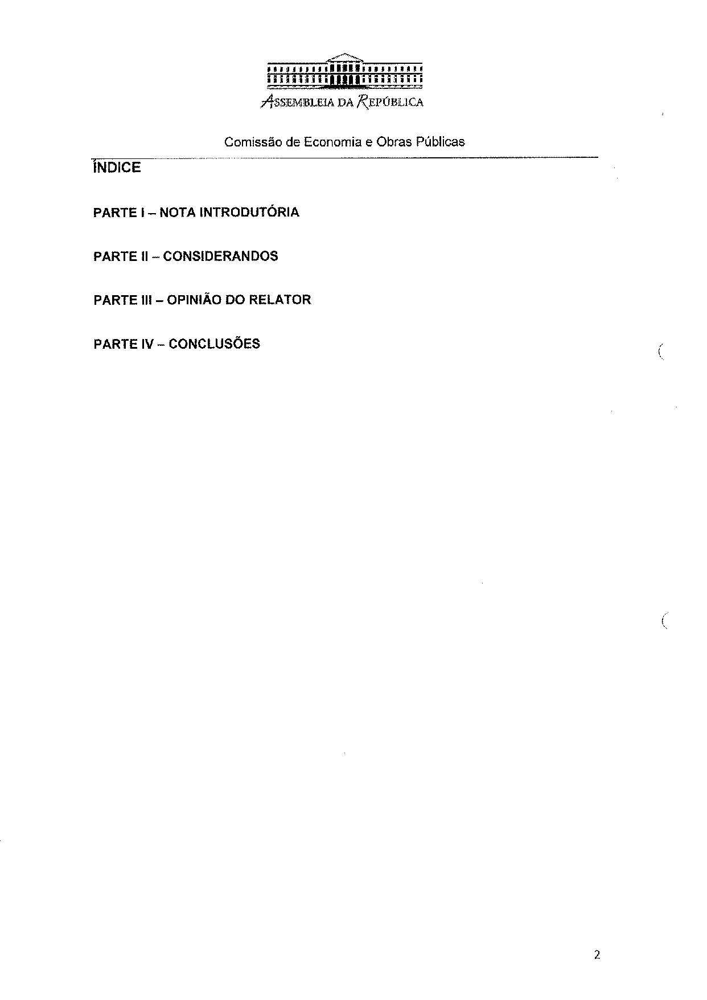 ASSEMBLEIA DA REPÚBLICA
Comissão de Economia e Obras Públicas
ÍNDICE
PARTE I – NOTA INTRODUTÓRIA
PARTE II – CONSIDERANDOS
PARTE III – OPINIÃO DO RELATOR
PARTE IV – CONCLUSÕES
2